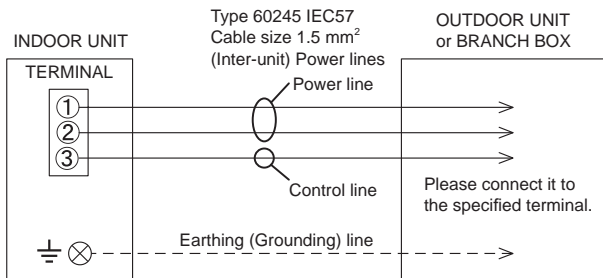 Type 60245 IEC57
Cable size 1.5 mm²
(Inter-unit) Power lines
OUTDOOR UNIT
or BRANCH BOX
INDOOR UNIT
TERMINAL
Power line
①
②
③
Control line
Please connect it to
the specified terminal.
Earthing (Grounding) line